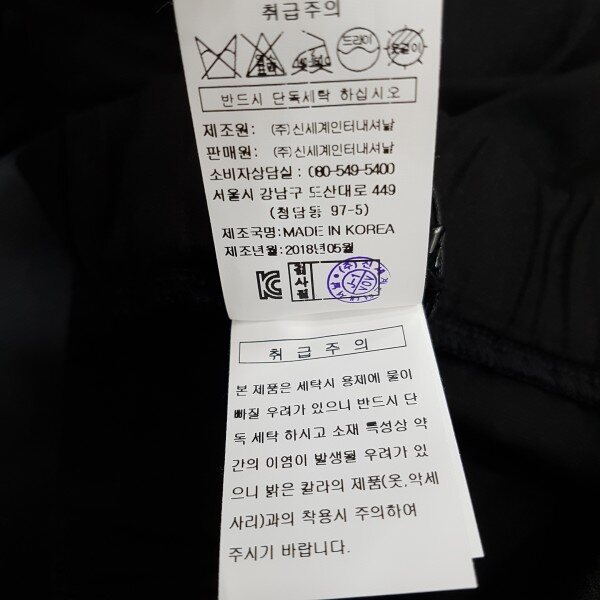 취급주의
드라이
옷걸이
반드시 단독세탁 하십시오
제조원: (주)신세계인터내셔날
판매원: (주)신세계인터내셔날
소비자상담실 : 080-549-5400
서울시 강남구 도산대로 449
(청담동 97-5)
제조국명: MADE IN KOREA
제조년월: 2018년05월
검사필
취급주의
본 제품은 세탁시 용제에 물이
빠질 우려가 있으니 반드시 단
독 세탁 하시고 소재 특성상 약
간의 이염이 발생될 우려가 있
으니 밝은 칼라의 제품(옷,악세
사리)과의 착용시 주의하여
주시기 바랍니다.